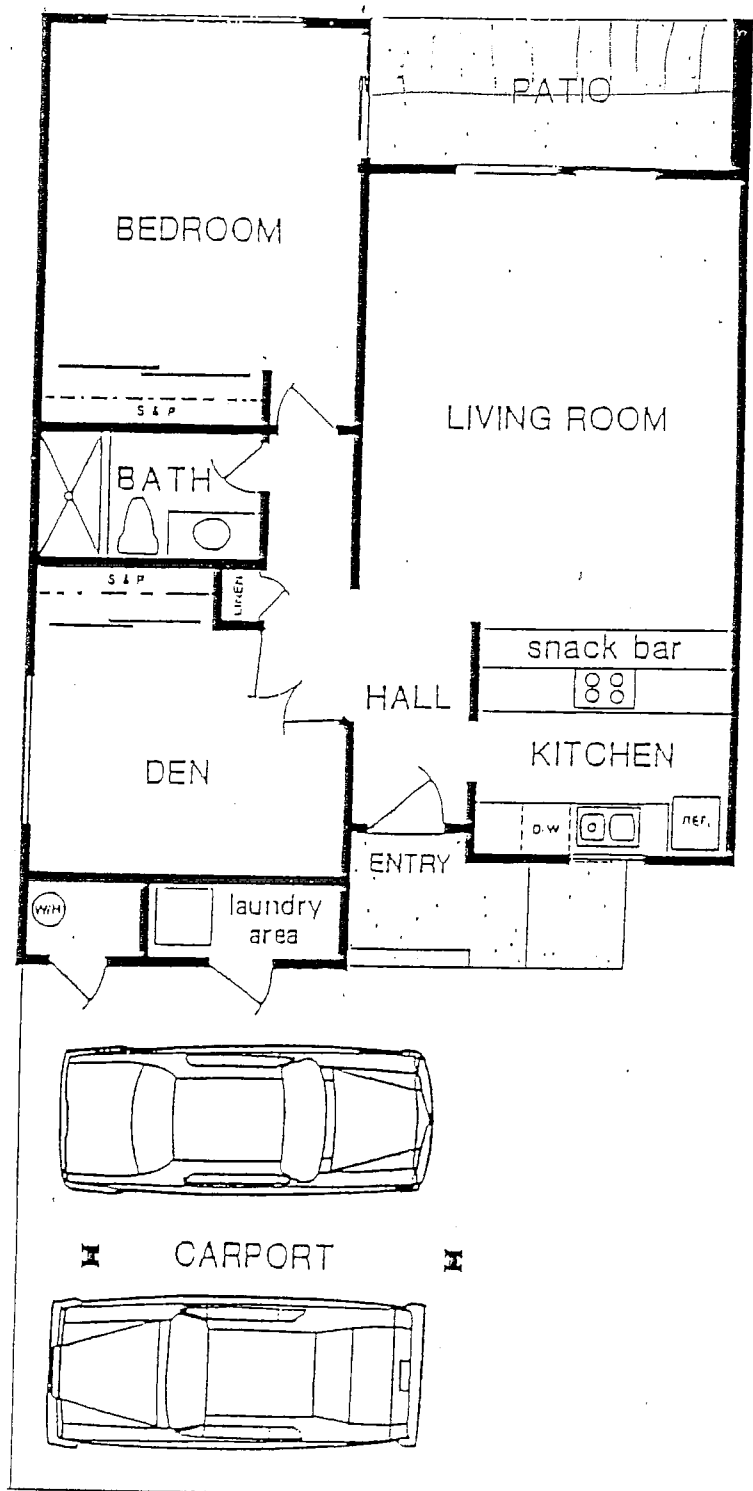 PATIO
BEDROOM
S & P
LIVING ROOM
BATH
S & P
LINEN
snack bar
HALL
KITCHEN
DEN
D.W
REF.
ENTRY
W/H
laundry
area
CARPORT